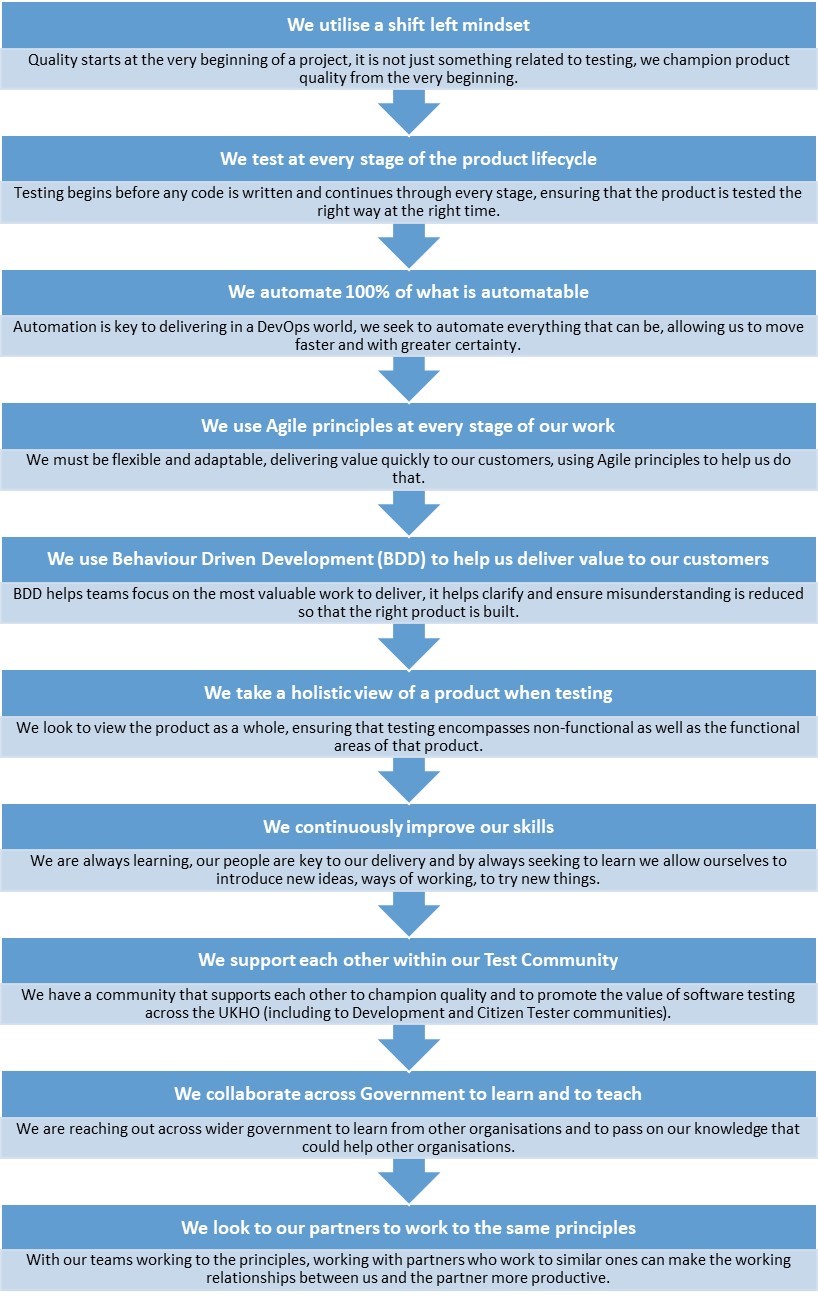 We utilise a shift left mindset
Quality starts at the very beginning of a project, it is not just something related to testing, we champion product
quality from the very beginning.
We test at every stage of the product lifecycle
Testing begins before any code is written and continues through every stage, ensuring that the product is tested the
right way at the right time.
We automate 100% of what is automatable
Automation is key to delivering in a DevOps world, we seek to automate everything that can be, allowing us to move
faster and with greater certainty.
We use Agile principles at every stage of our work
We must be flexible and adaptable, delivering value quickly to our customers, using Agile principles to help us do
that.
We use Behaviour Driven Development (BDD) to help us deliver value to our customers
BDD helps teams focus on the most valuable work to deliver, it helps clarify and ensure misunderstanding is reduced
so that the right product is built.
We take a holistic view of a product when testing
We look to view the product as a whole, ensuring that testing encompasses non-functional as well as the functional
areas of that product.
We continuously improve our skills
We are always learning, our people are key to our delivery and by always seeking to learn we allow ourselves to
introduce new ideas, ways of working, to try new things.
We support each other within our Test Community
We have a community that supports each other to champion quality and to promote the value of software testing
across the UKHO (including to Development and Citizen Tester communities).
We collaborate across Government to learn and to teach
We are reaching out across wider government to learn from other organisations and to pass on our knowledge that
could help other organisations.
We look to our partners to work to the same principles
With our teams working to the principles, working with partners who work to similar ones can make the working
relationships between us and the partner more productive.